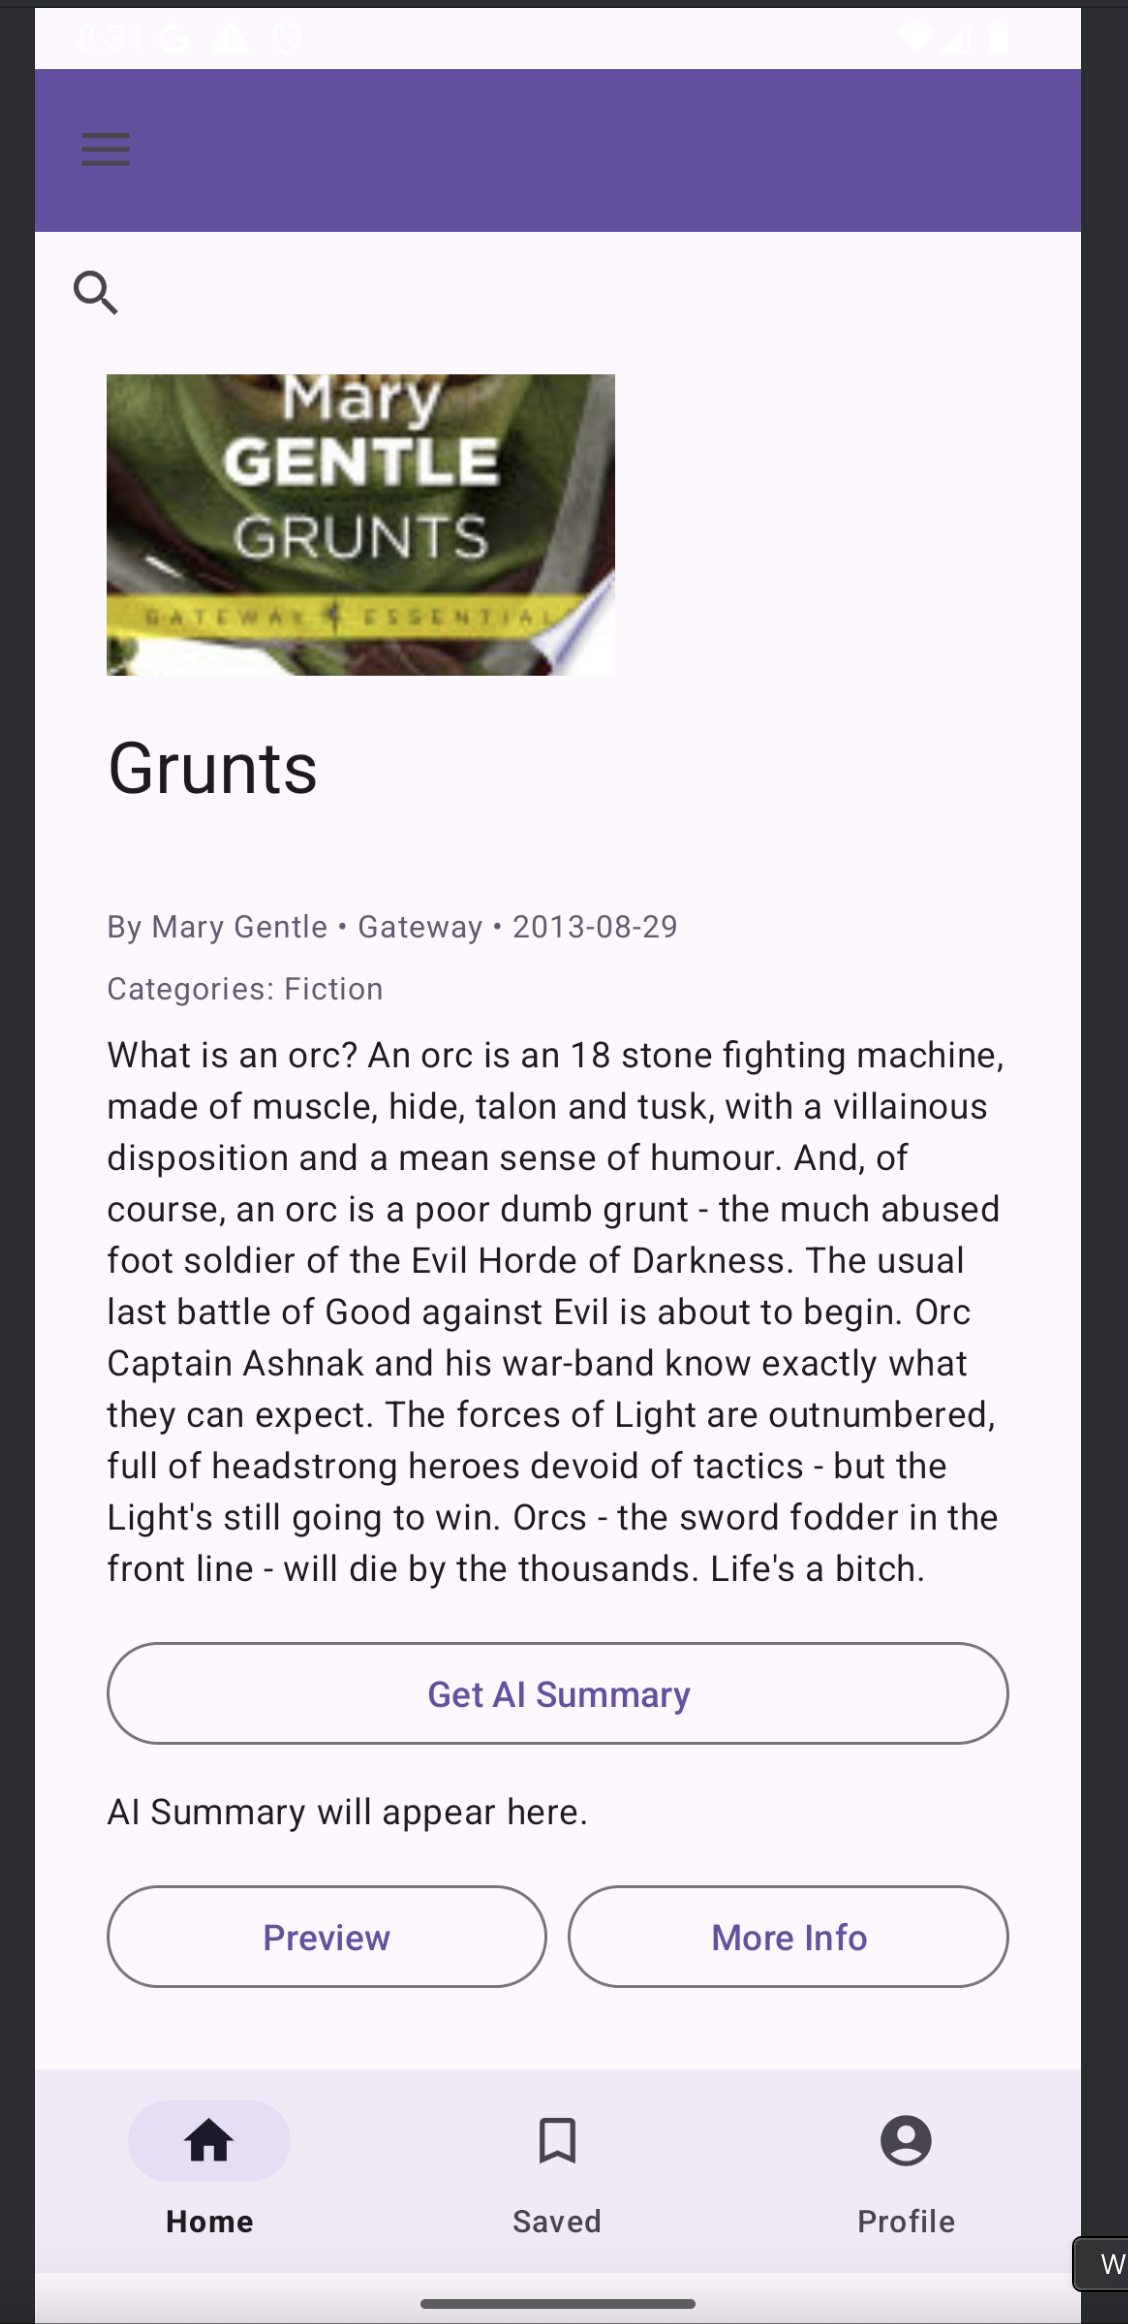 8:31
Mary
GENTLE
GRUNTS
GATEWAY ESSENTIAL
Grunts
By Mary Gentle • Gateway • 2013-08-29
Categories: Fiction
What is an orc? An orc is an 18 stone fighting machine,
made of muscle, hide, talon and tusk, with a villainous
disposition and a mean sense of humour. And, of
course, an orc is a poor dumb grunt - the much abused
foot soldier of the Evil Horde of Darkness. The usual
last battle of Good against Evil is about to begin. Orc
Captain Ashnak and his war-band know exactly what
they can expect. The forces of Light are outnumbered,
full of headstrong heroes devoid of tactics - but the
Light's still going to win. Orcs - the sword fodder in the
front line - will die by the thousands. Life's a bitch.
Get AI Summary
AI Summary will appear here.
Preview More Info
Home Saved Profile
W